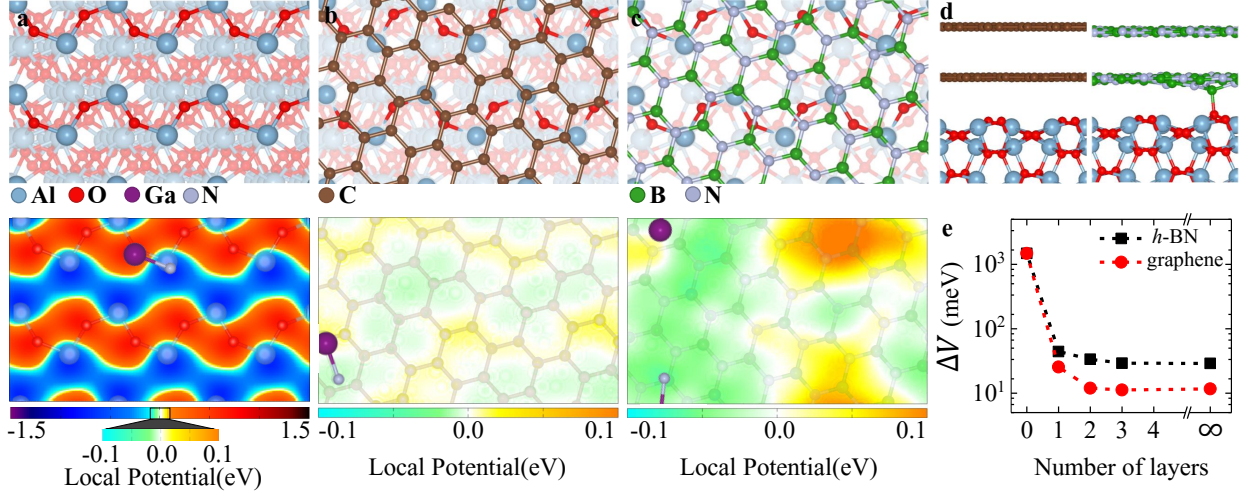 a
b
c
d
Al O Ga N
C
B N
-1.5 1.5
-0.1 0.0 0.1
Local Potential(eV)
-0.1 0.0 0.1
Local Potential(eV)
-0.1 0.0 0.1
Local Potential(eV)
e
h-BN
graphene
10³
10²
10¹
ΔV (meV)
0 1 2 3 4 ∞
Number of layers